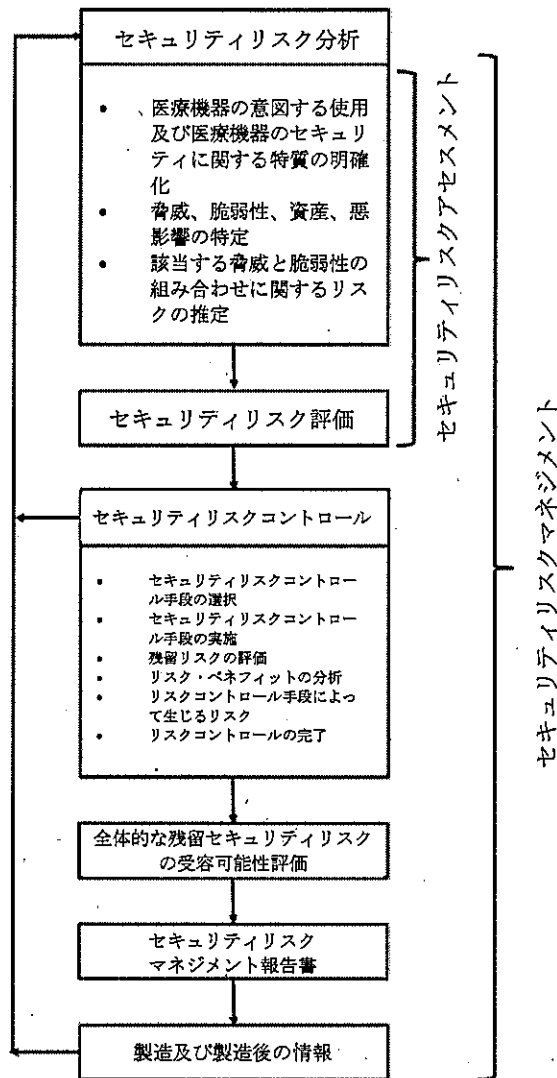 セキュリティリスク分析
• 、医療機器の意図する使用
及び医療機器のセキュリ
ティに関する特質の明確
化
• 脅威、脆弱性、資産、悪
影響の特定
• 該当する脅威と脆弱性の
組み合わせに関するリス
クの推定
セキュリティリスク評価
セキュリティリスクアセスメント
セキュリティリスクコントロール
• セキュリティリスクコントロー
ル手段の選択
• セキュリティリスクコントロー
ル手段の実施
• 残留リスクの評価
• リスク・ベネフィットの分析
• リスクコントロール手段によっ
て生じるリスク
• リスクコントロールの完了
全体的な残留セキュリティリスク
の受容可能性評価
セキュリティリスク
マネジメント報告書
製造及び製造後の情報
セキュリティリスクマネジメント